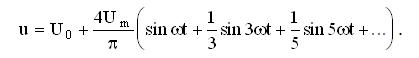 u = U₀ + 4Uₘ/π (sin ωt + 1/3 sin 3ωt + 1/5 sin 5ωt + ...) .